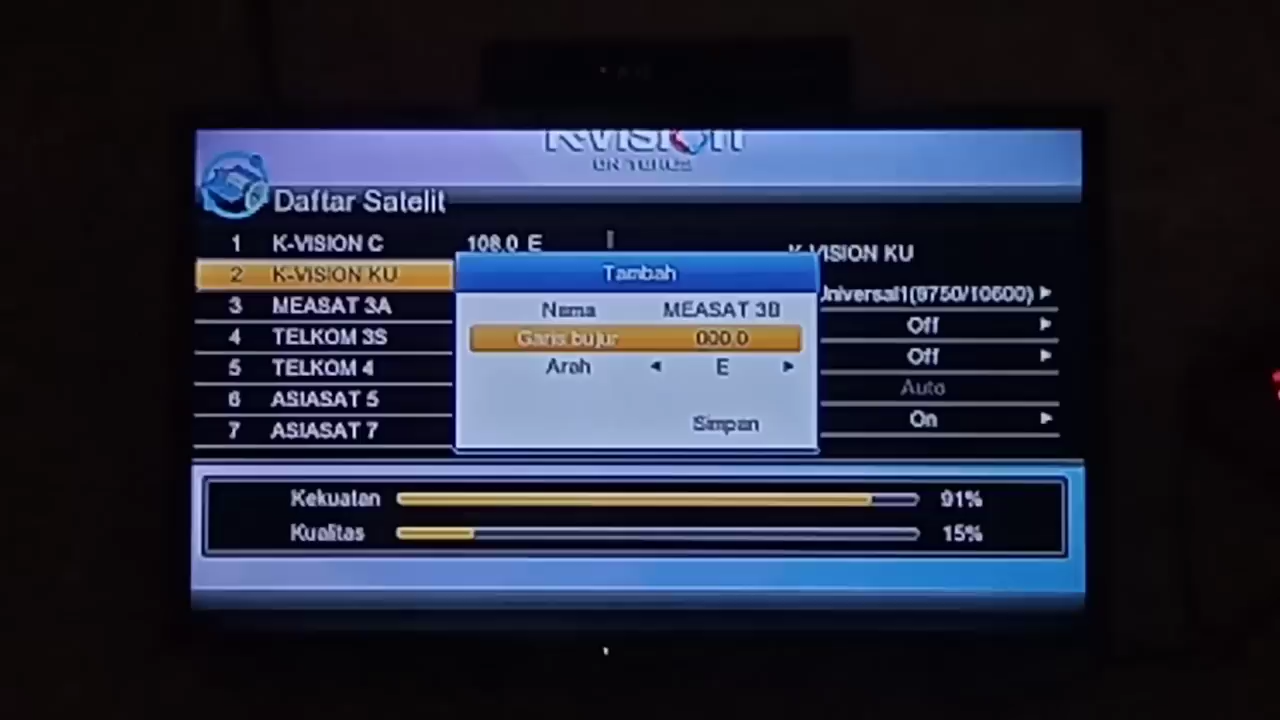 K-VISION
Daftar Satelit
1 K-VISION C 108.0 E
K-VISION KU
2 K-VISION KU
Tambah
3 MEASAT 3A
Nama MEASAT 3B
Universal1(9750/10600)
4 TELKOM 3S
Garis bujur 000.0
Off
5 TELKOM 4
Arah E
Off
6 ASIASAT 5
Auto
7 ASIASAT 7
Simpan
On
Kekuatan 91%
Kualitas 15%